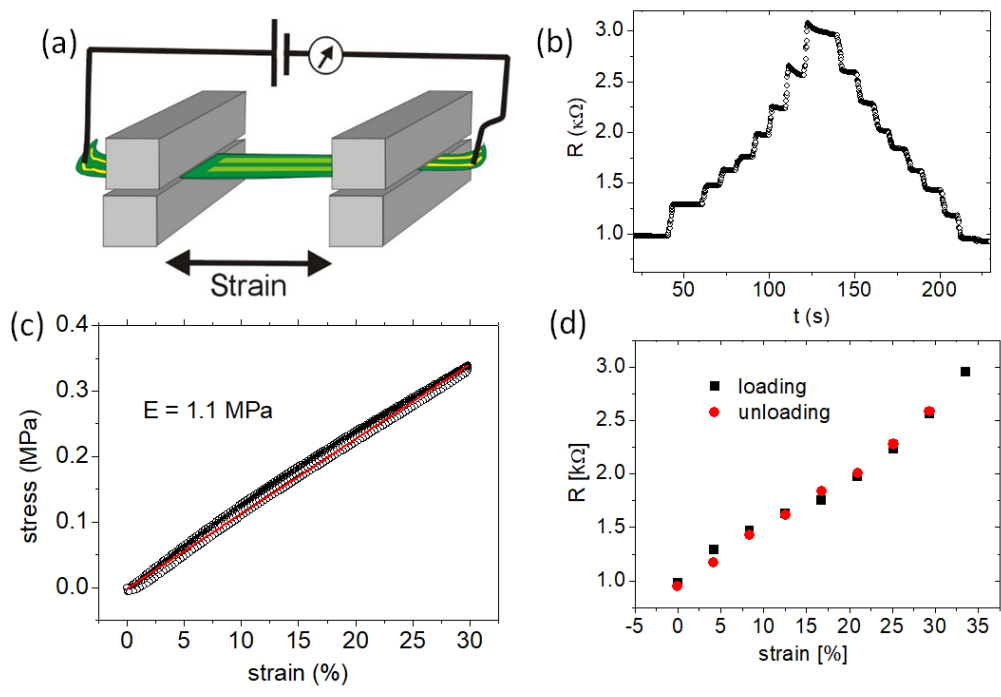 (a)
Strain
(b)
R (κΩ)
3.0
2.5
2.0
1.5
1.0
50 100 150 200
t (s)
(c)
stress (MPa)
0.4
0.3
0.2
0.1
0.0
E = 1.1 MPa
0 5 10 15 20 25 30
strain (%)
(d)
R [kΩ]
3.0
2.5
2.0
1.5
1.0
loading
unloading
-5 0 5 10 15 20 25 30 35
strain [%]